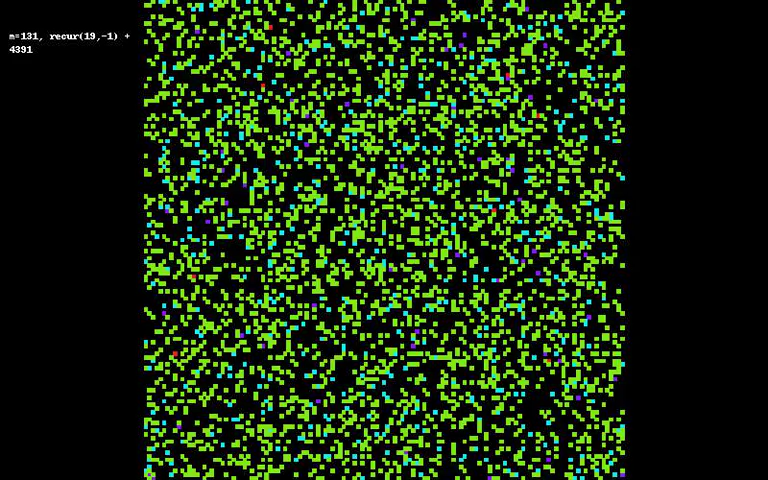 m=131, recur(19,-1) +
4391